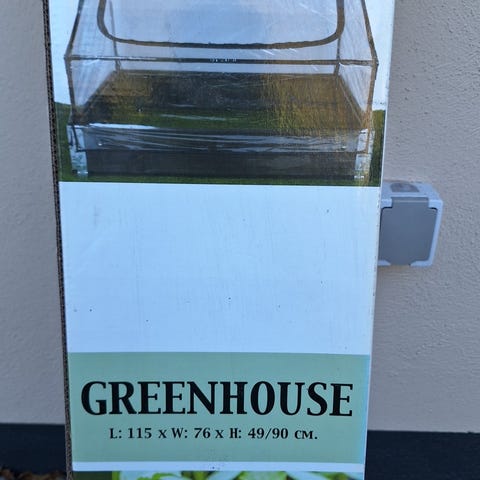 GREENHOUSE
L: 115 x W: 76 x H: 49/90 CM.